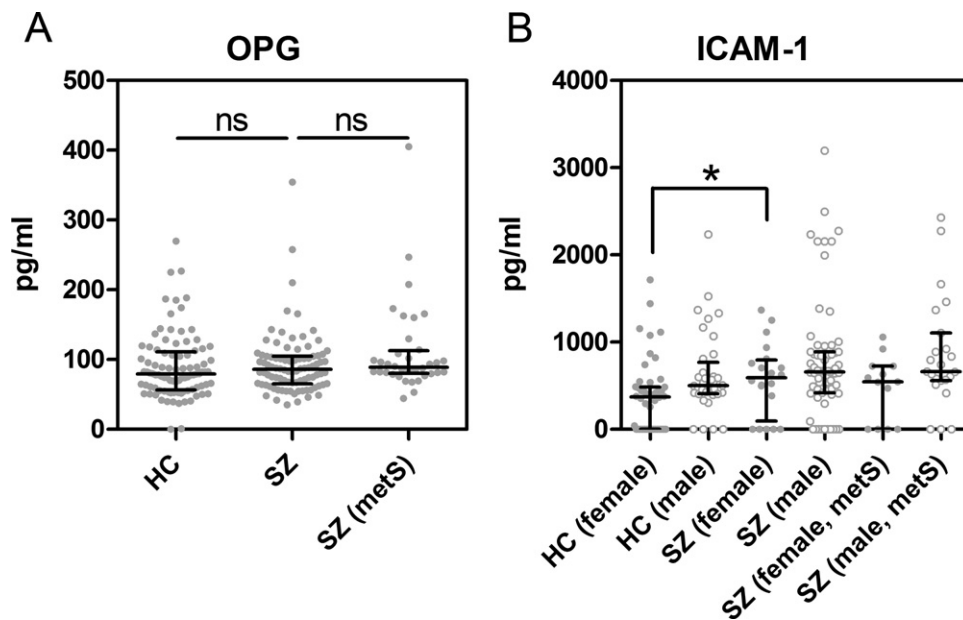 A
OPG
pg/ml
500
400
300
200
100
0
ns
ns
HC
SZ
SZ (metS)
B
ICAM-1
pg/ml
4000
3000
2000
1000
0
*
HC (female)
HC (male)
SZ (female)
SZ (male)
SZ (female, metS)
SZ (male, metS)